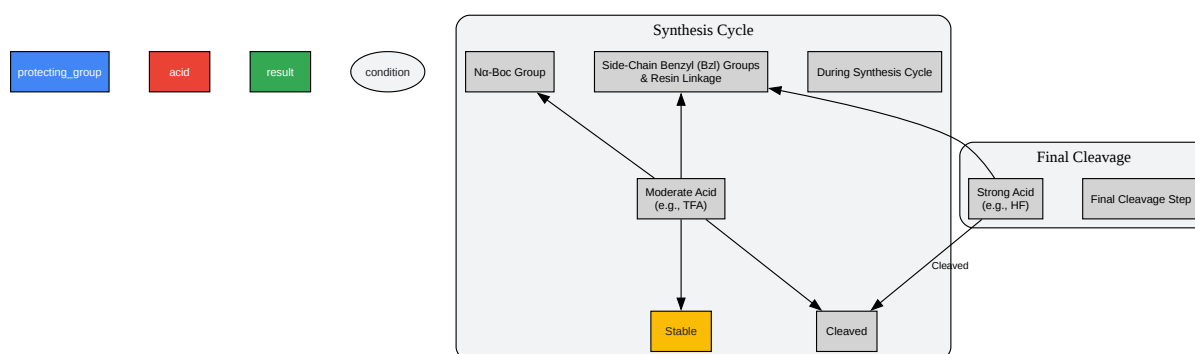 Synthesis Cycle
protecting_group
acid
result
condition
Nα-Boc Group
Side-Chain Benzyl (Bzl) Groups
& Resin Linkage
During Synthesis Cycle
Final Cleavage
Moderate Acid
(e.g., TFA)
Strong Acid
(e.g., HF)
Final Cleavage Step
Cleaved
Stable
Cleaved